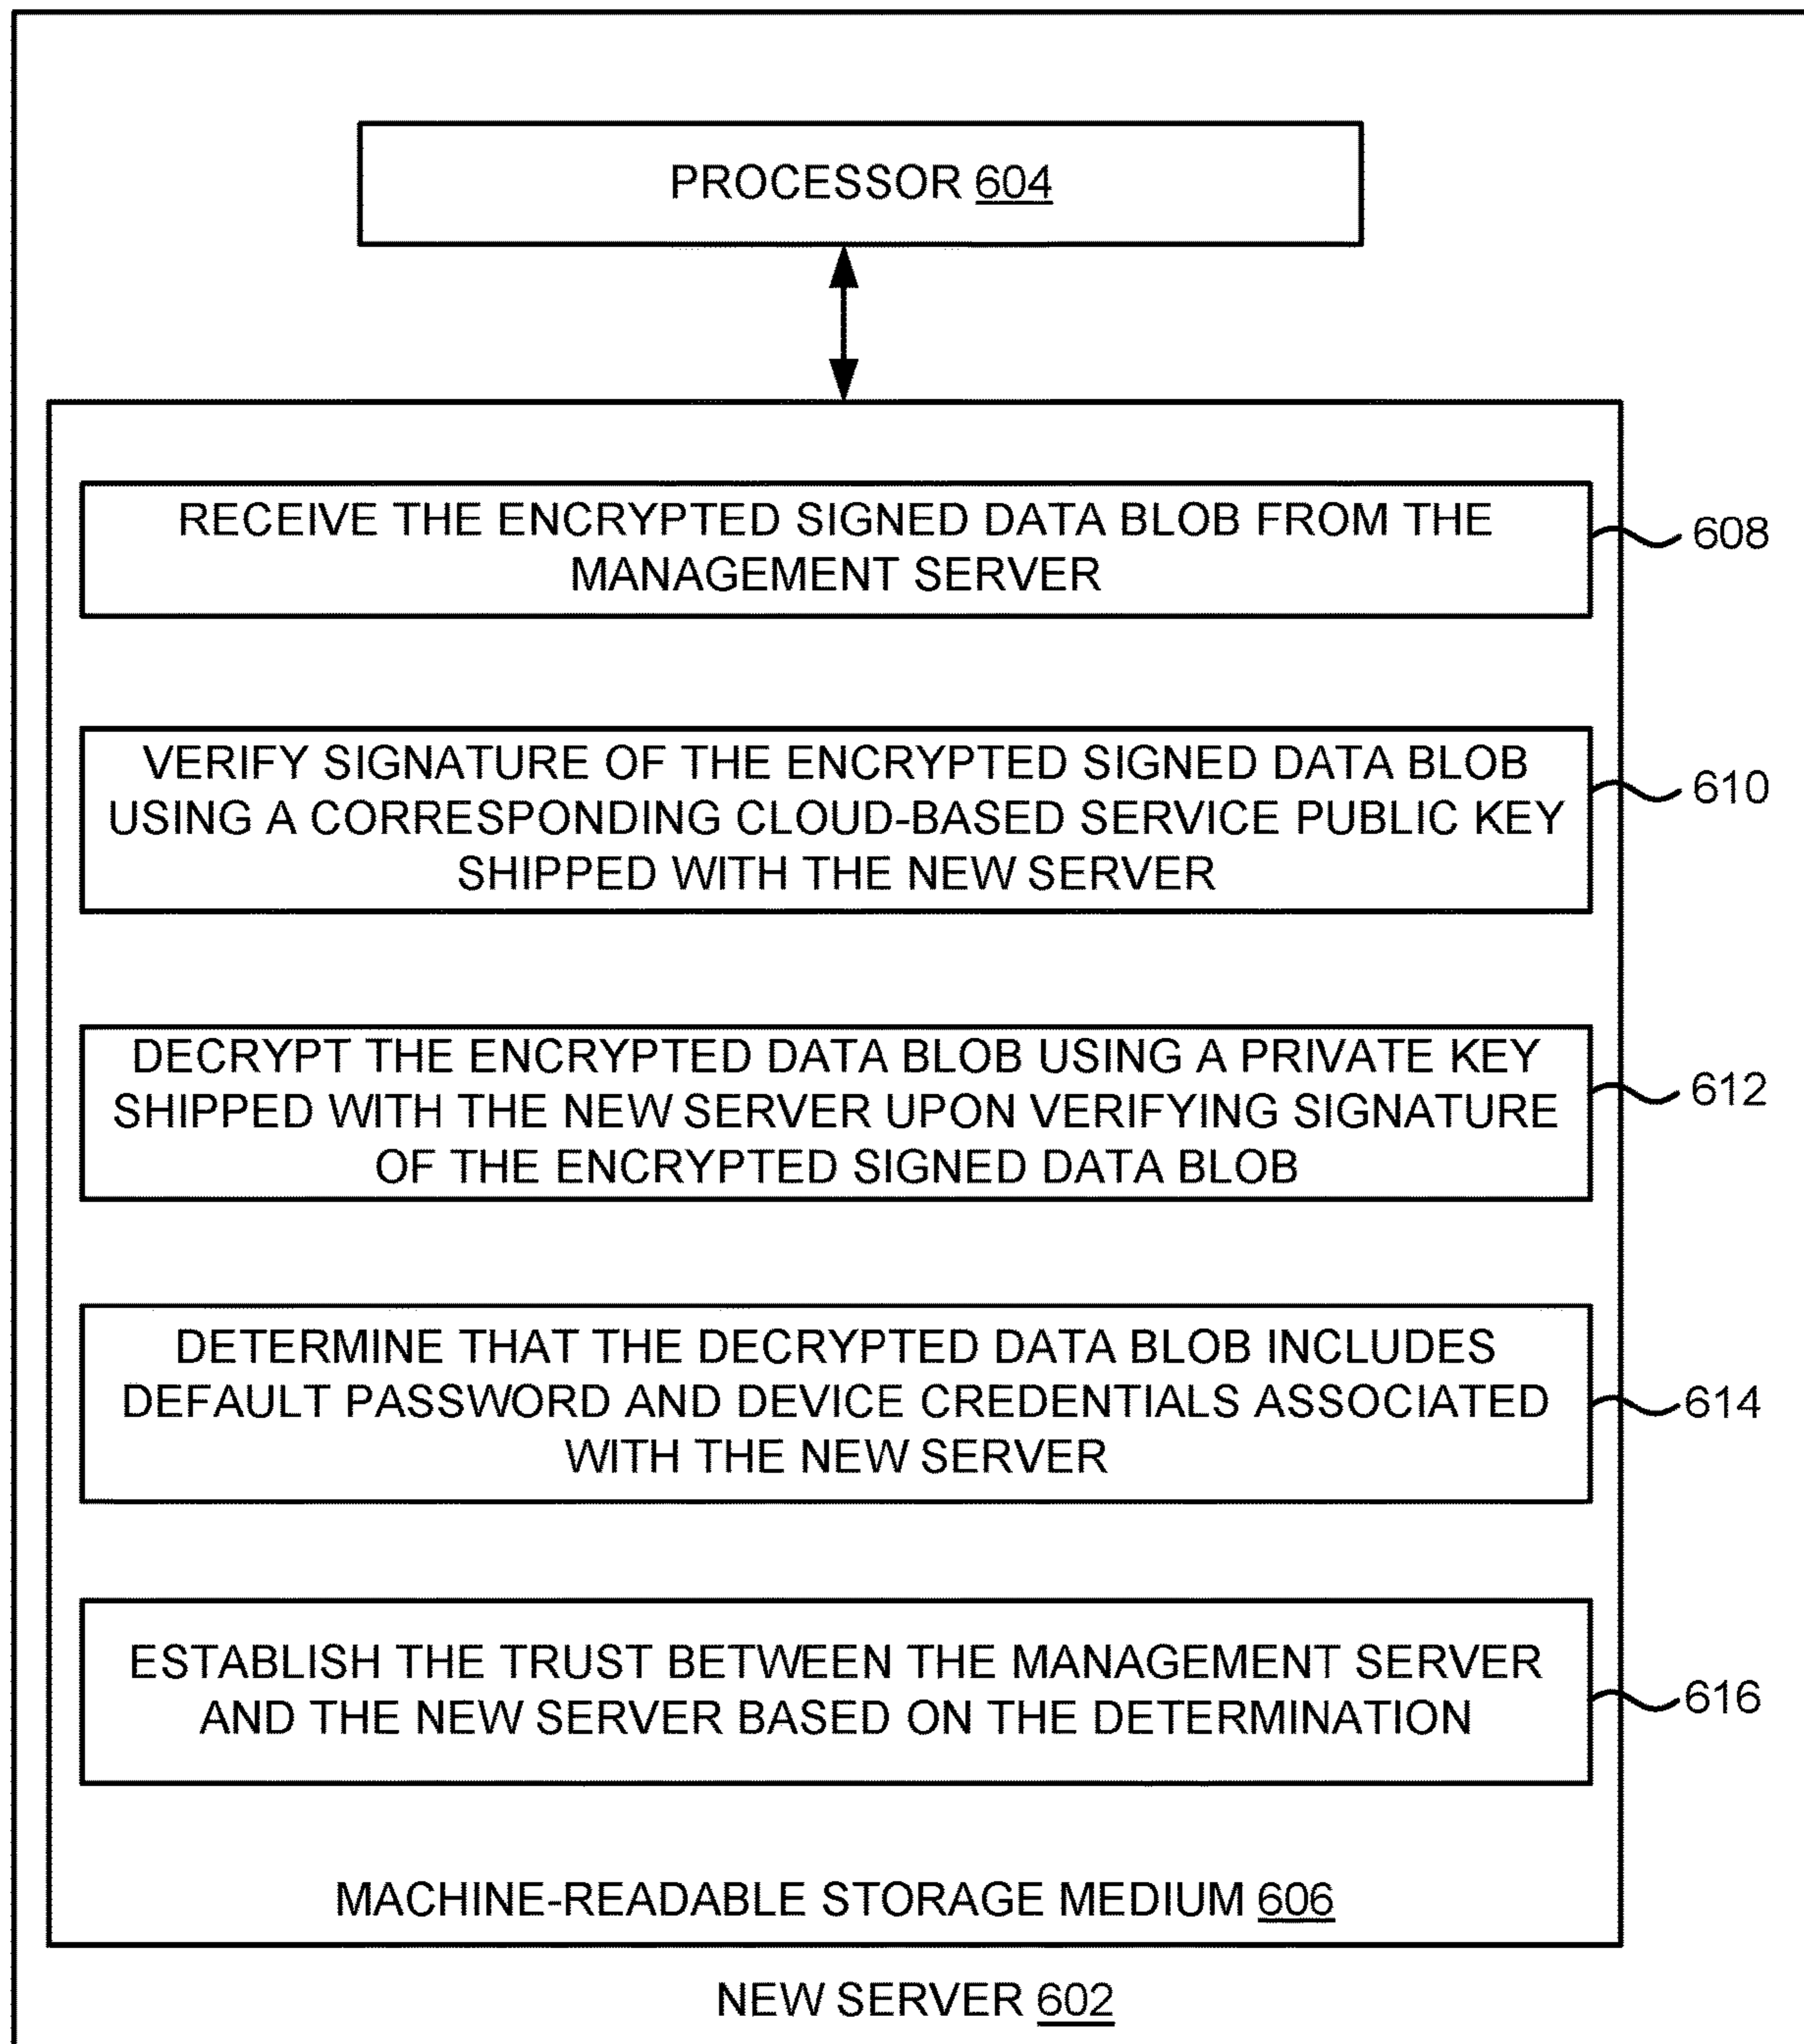 PROCESSOR 604
RECEIVE THE ENCRYPTED SIGNED DATA BLOB FROM THE
MANAGEMENT SERVER
608
VERIFY SIGNATURE OF THE ENCRYPTED SIGNED DATA BLOB
USING A CORRESPONDING CLOUD-BASED SERVICE PUBLIC KEY
SHIPPED WITH THE NEW SERVER
610
DECRYPT THE ENCRYPTED DATA BLOB USING A PRIVATE KEY
SHIPPED WITH THE NEW SERVER UPON VERIFYING SIGNATURE
OF THE ENCRYPTED SIGNED DATA BLOB
612
DETERMINE THAT THE DECRYPTED DATA BLOB INCLUDES
DEFAULT PASSWORD AND DEVICE CREDENTIALS ASSOCIATED
WITH THE NEW SERVER
614
ESTABLISH THE TRUST BETWEEN THE MANAGEMENT SERVER
AND THE NEW SERVER BASED ON THE DETERMINATION
616
MACHINE-READABLE STORAGE MEDIUM 606
NEW SERVER 602